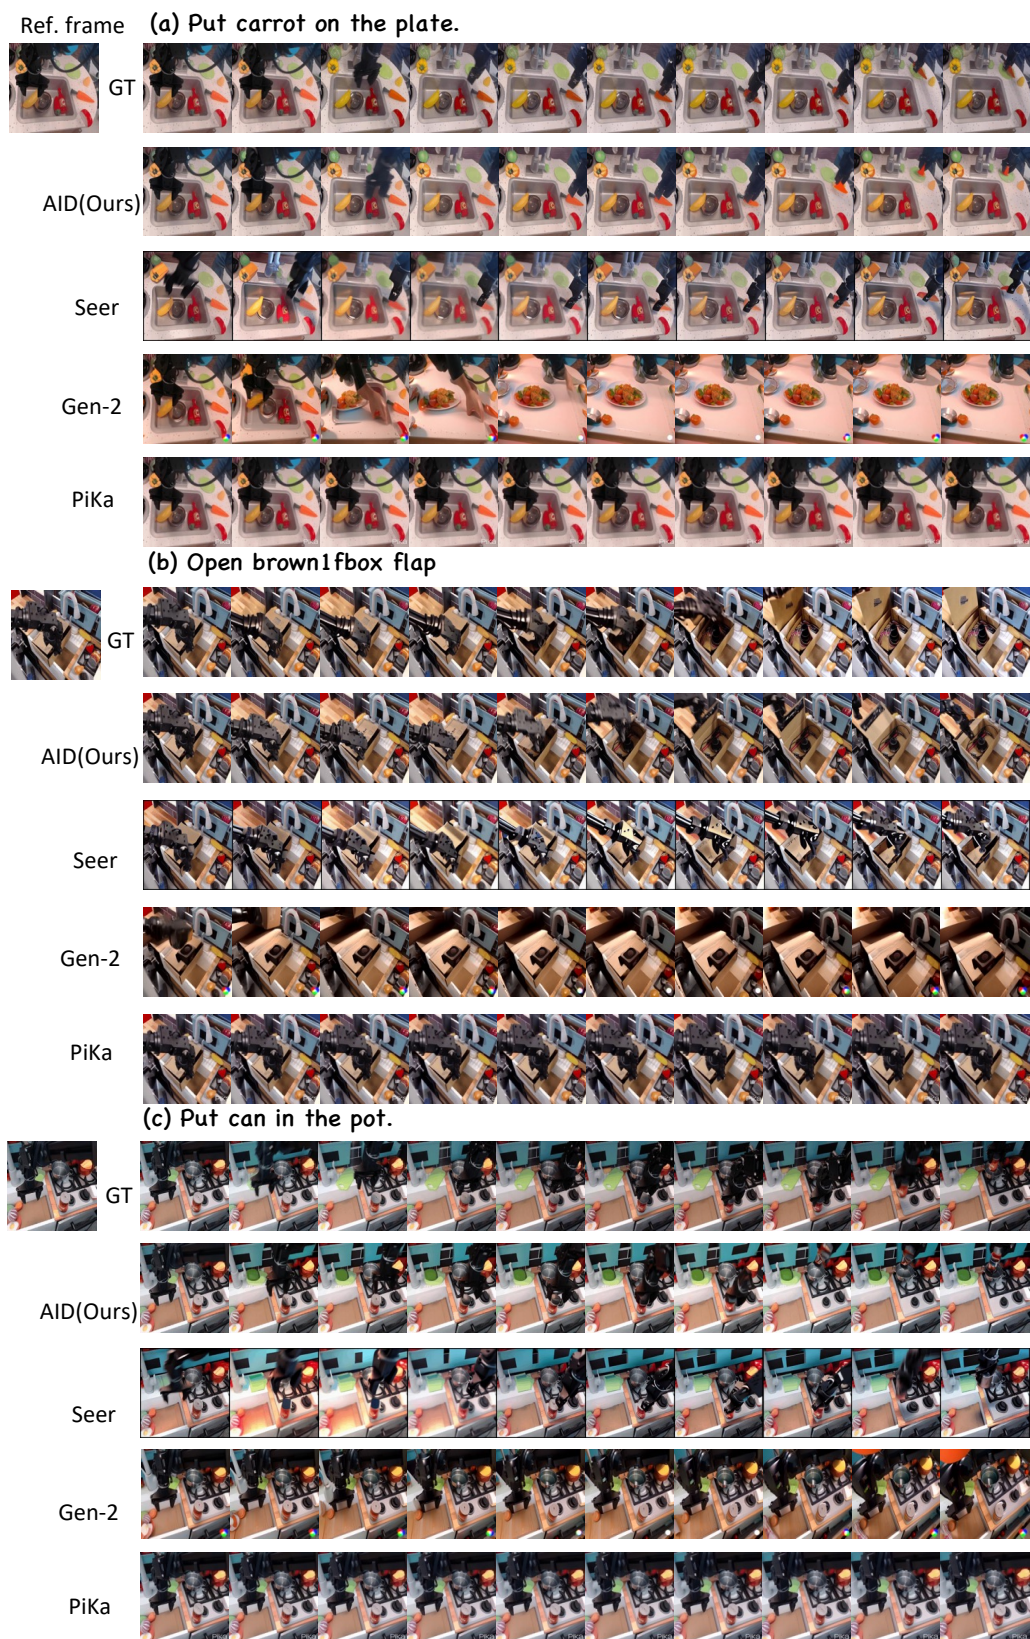 Ref. frame
(a) Put carrot on the plate.
GT
AID(Ours)
Seer
Gen-2
PiKa
(b) Open brown1fbox flap
GT
AID(Ours)
Seer
Gen-2
PiKa
(c) Put can in the pot.
GT
AID(Ours)
Seer
Gen-2
PiKa